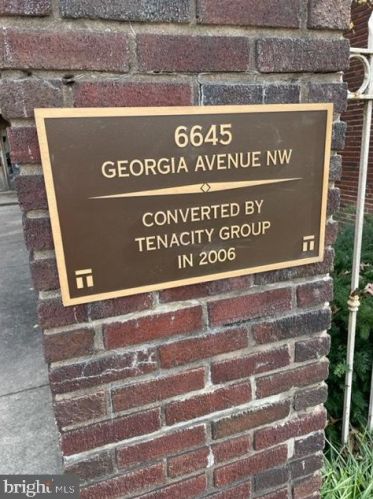 6645
GEORGIA AVENUE NW
CONVERTED BY
TENACITY GROUP
IN 2006
bright MLS